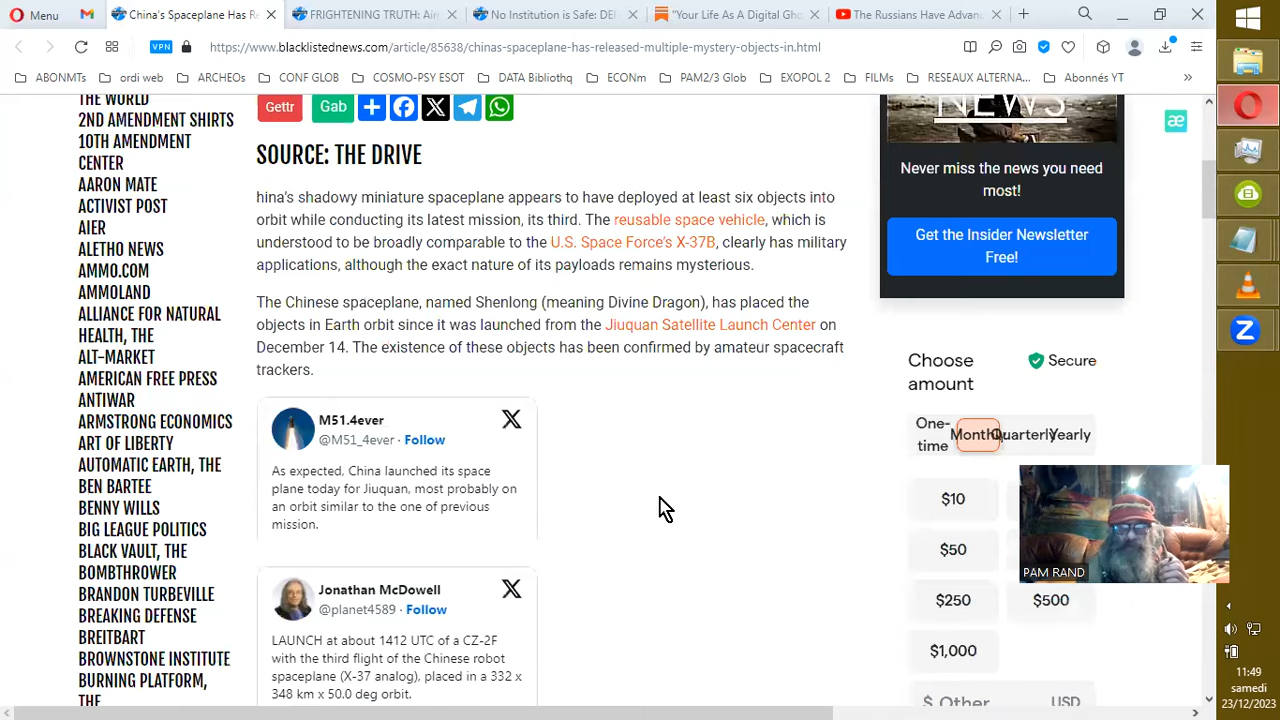 Menu
China's Spaceplane Has Re
FRIGHTENING TRUTH: Air
No Institution is Safe: DEI
"Your Life As A Digital Gho
The Russians Have Advan
VPN
https://www.blacklistednews.com/article/85638/chinas-spaceplane-has-released-multiple-mystery-objects-in.html
ABONMTs
ordi web
ARCHEOs
CONF GLOB
COSMO-PSY ESOT
DATA Bibliothq
ECONm
PAM2/3 Glob
EXOPOL 2
FILMs
RESEAUX ALTERNA...
Abonnés YT
THE WORLD
2ND AMENDMENT SHIRTS
10TH AMENDMENT
CENTER
AARON MATE
ACTIVIST POST
AIER
ALETHO NEWS
AMMO.COM
AMMOLAND
ALLIANCE FOR NATURAL
HEALTH, THE
ALT-MARKET
AMERICAN FREE PRESS
ANTIWAR
ARMSTRONG ECONOMICS
ART OF LIBERTY
AUTOMATIC EARTH, THE
BEN BARTEE
BENNY WILLS
BIG LEAGUE POLITICS
BLACK VAULT, THE
BOMBTHROWER
BRANDON TURBEVILLE
BREAKING DEFENSE
BREITBART
BROWNSTONE INSTITUTE
BURNING PLATFORM,
THE
Gettr
Gab
SOURCE: THE DRIVE
hina's shadowy miniature spaceplane appears to have deployed at least six objects into
orbit while conducting its latest mission, its third. The reusable space vehicle, which is
understood to be broadly comparable to the U.S. Space Force's X-37B, clearly has military
applications, although the exact nature of its payloads remains mysterious.
The Chinese spaceplane, named Shenlong (meaning Divine Dragon), has placed the
objects in Earth orbit since it was launched from the Jiuquan Satellite Launch Center on
December 14. The existence of these objects has been confirmed by amateur spacecraft
trackers.
M51.4ever
@M51_4ever · Follow
As expected, China launched its space
plane today for Jiuquan, most probably on
an orbit similar to the one of previous
mission.
Jonathan McDowell
@planet4589 · Follow
LAUNCH at about 1412 UTC of a CZ-2F
with the third flight of the Chinese robot
spaceplane (X-37 analog), placed in a 332 x
348 km x 50.0 deg orbit.
NEWS
Never miss the news you need
most!
Get the Insider Newsletter
Free!
æ
Choose
amount
Secure
One-
time
Monthly
Quarterly
Yearly
$10
$50
$250
$500
$1,000
$ Other
USD
PAM RAND
11:49
samedi
23/12/2023